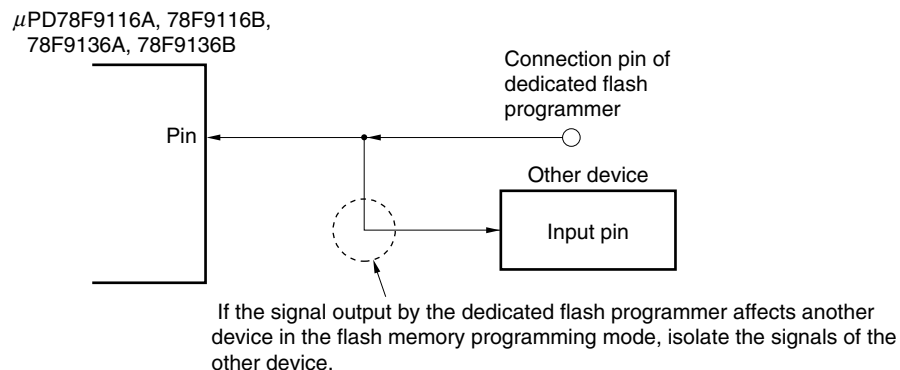 μPD78F9116A, 78F9116B,
78F9136A, 78F9136B
Connection pin of
dedicated flash
programmer
Pin
Other device
Input pin
If the signal output by the dedicated flash programmer affects another
device in the flash memory programming mode, isolate the signals of the
other device.